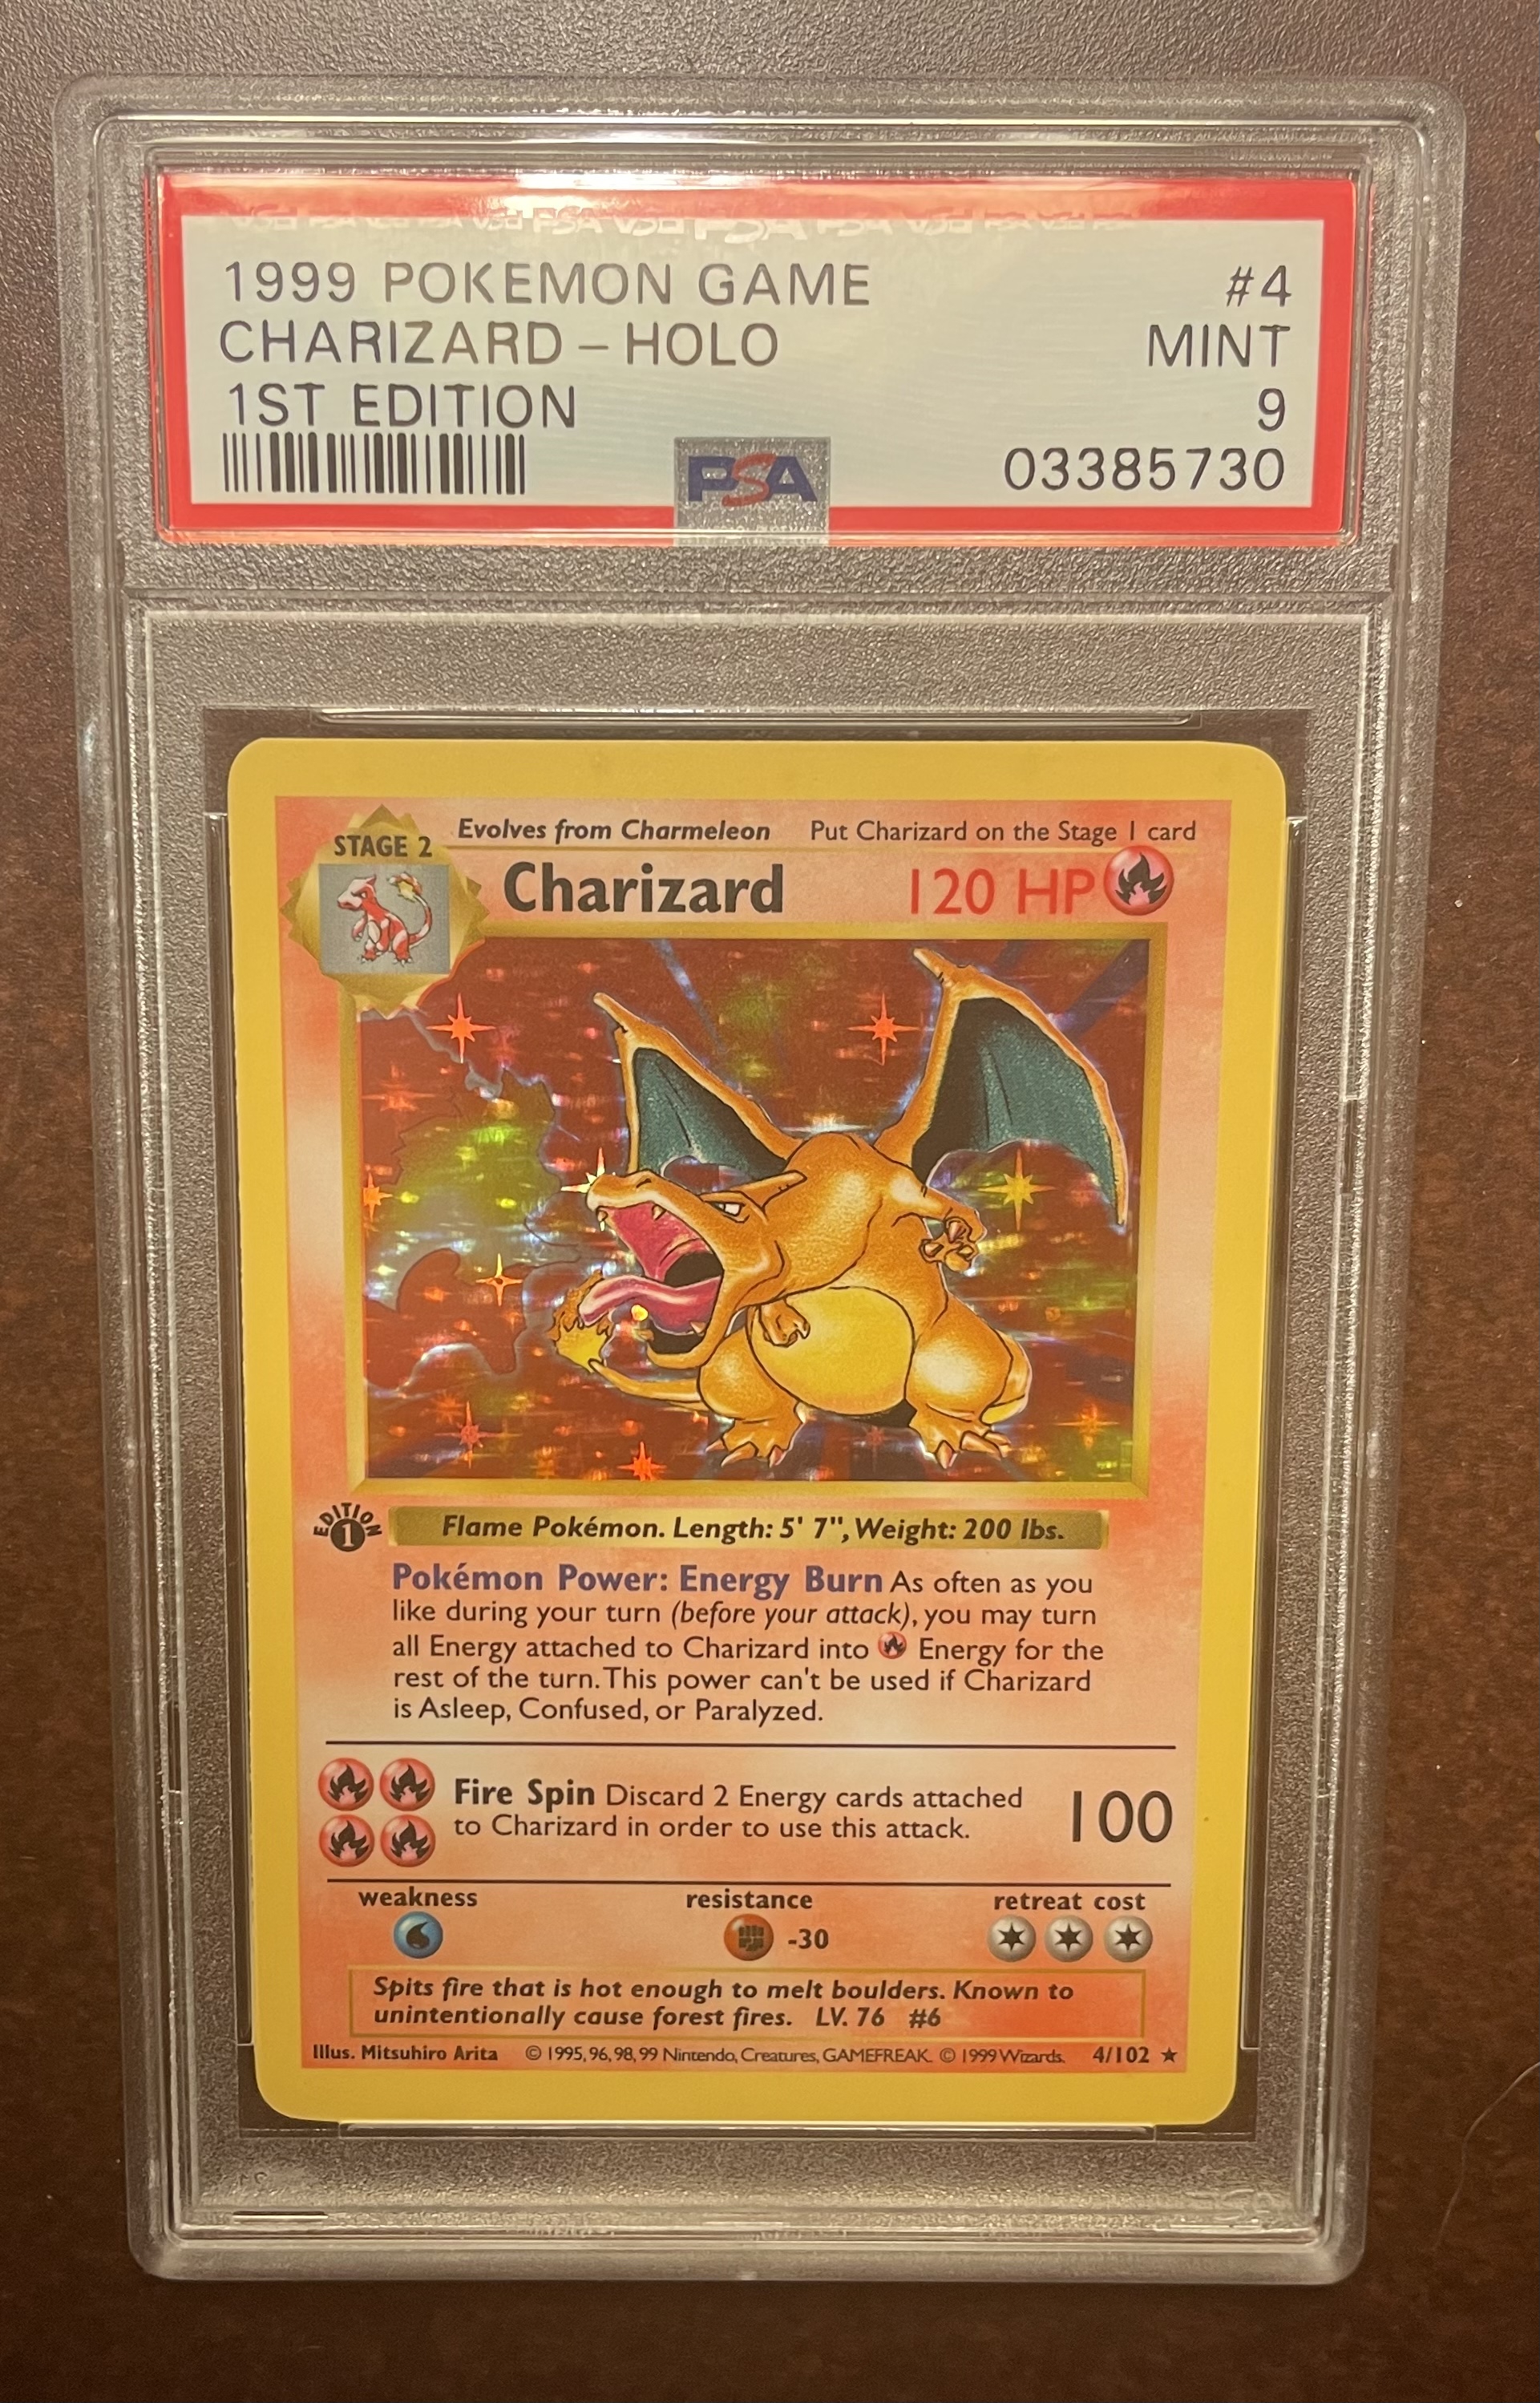 1999 POKEMON GAME #4
CHARIZARD – HOLO MINT
1ST EDITION 9
PSA 03385730
STAGE 2
Evolves from Charmeleon Put Charizard on the Stage 1 card
Charizard 120 HP
EDITION
1
Flame Pokémon. Length: 5' 7", Weight: 200 lbs.
Pokémon Power: Energy Burn As often as you
like during your turn (before your attack), you may turn
all Energy attached to Charizard into Energy for the
rest of the turn. This power can't be used if Charizard
is Asleep, Confused, or Paralyzed.
Fire Spin Discard 2 Energy cards attached
to Charizard in order to use this attack.
100
weakness resistance retreat cost
-30
Spits fire that is hot enough to melt boulders. Known to
unintentionally cause forest fires. LV. 76 #6
Illus. Mitsuhiro Arita © 1995, 96, 98, 99 Nintendo, Creatures, GAMEFREAK. © 1999 Wizards. 4/102 ★